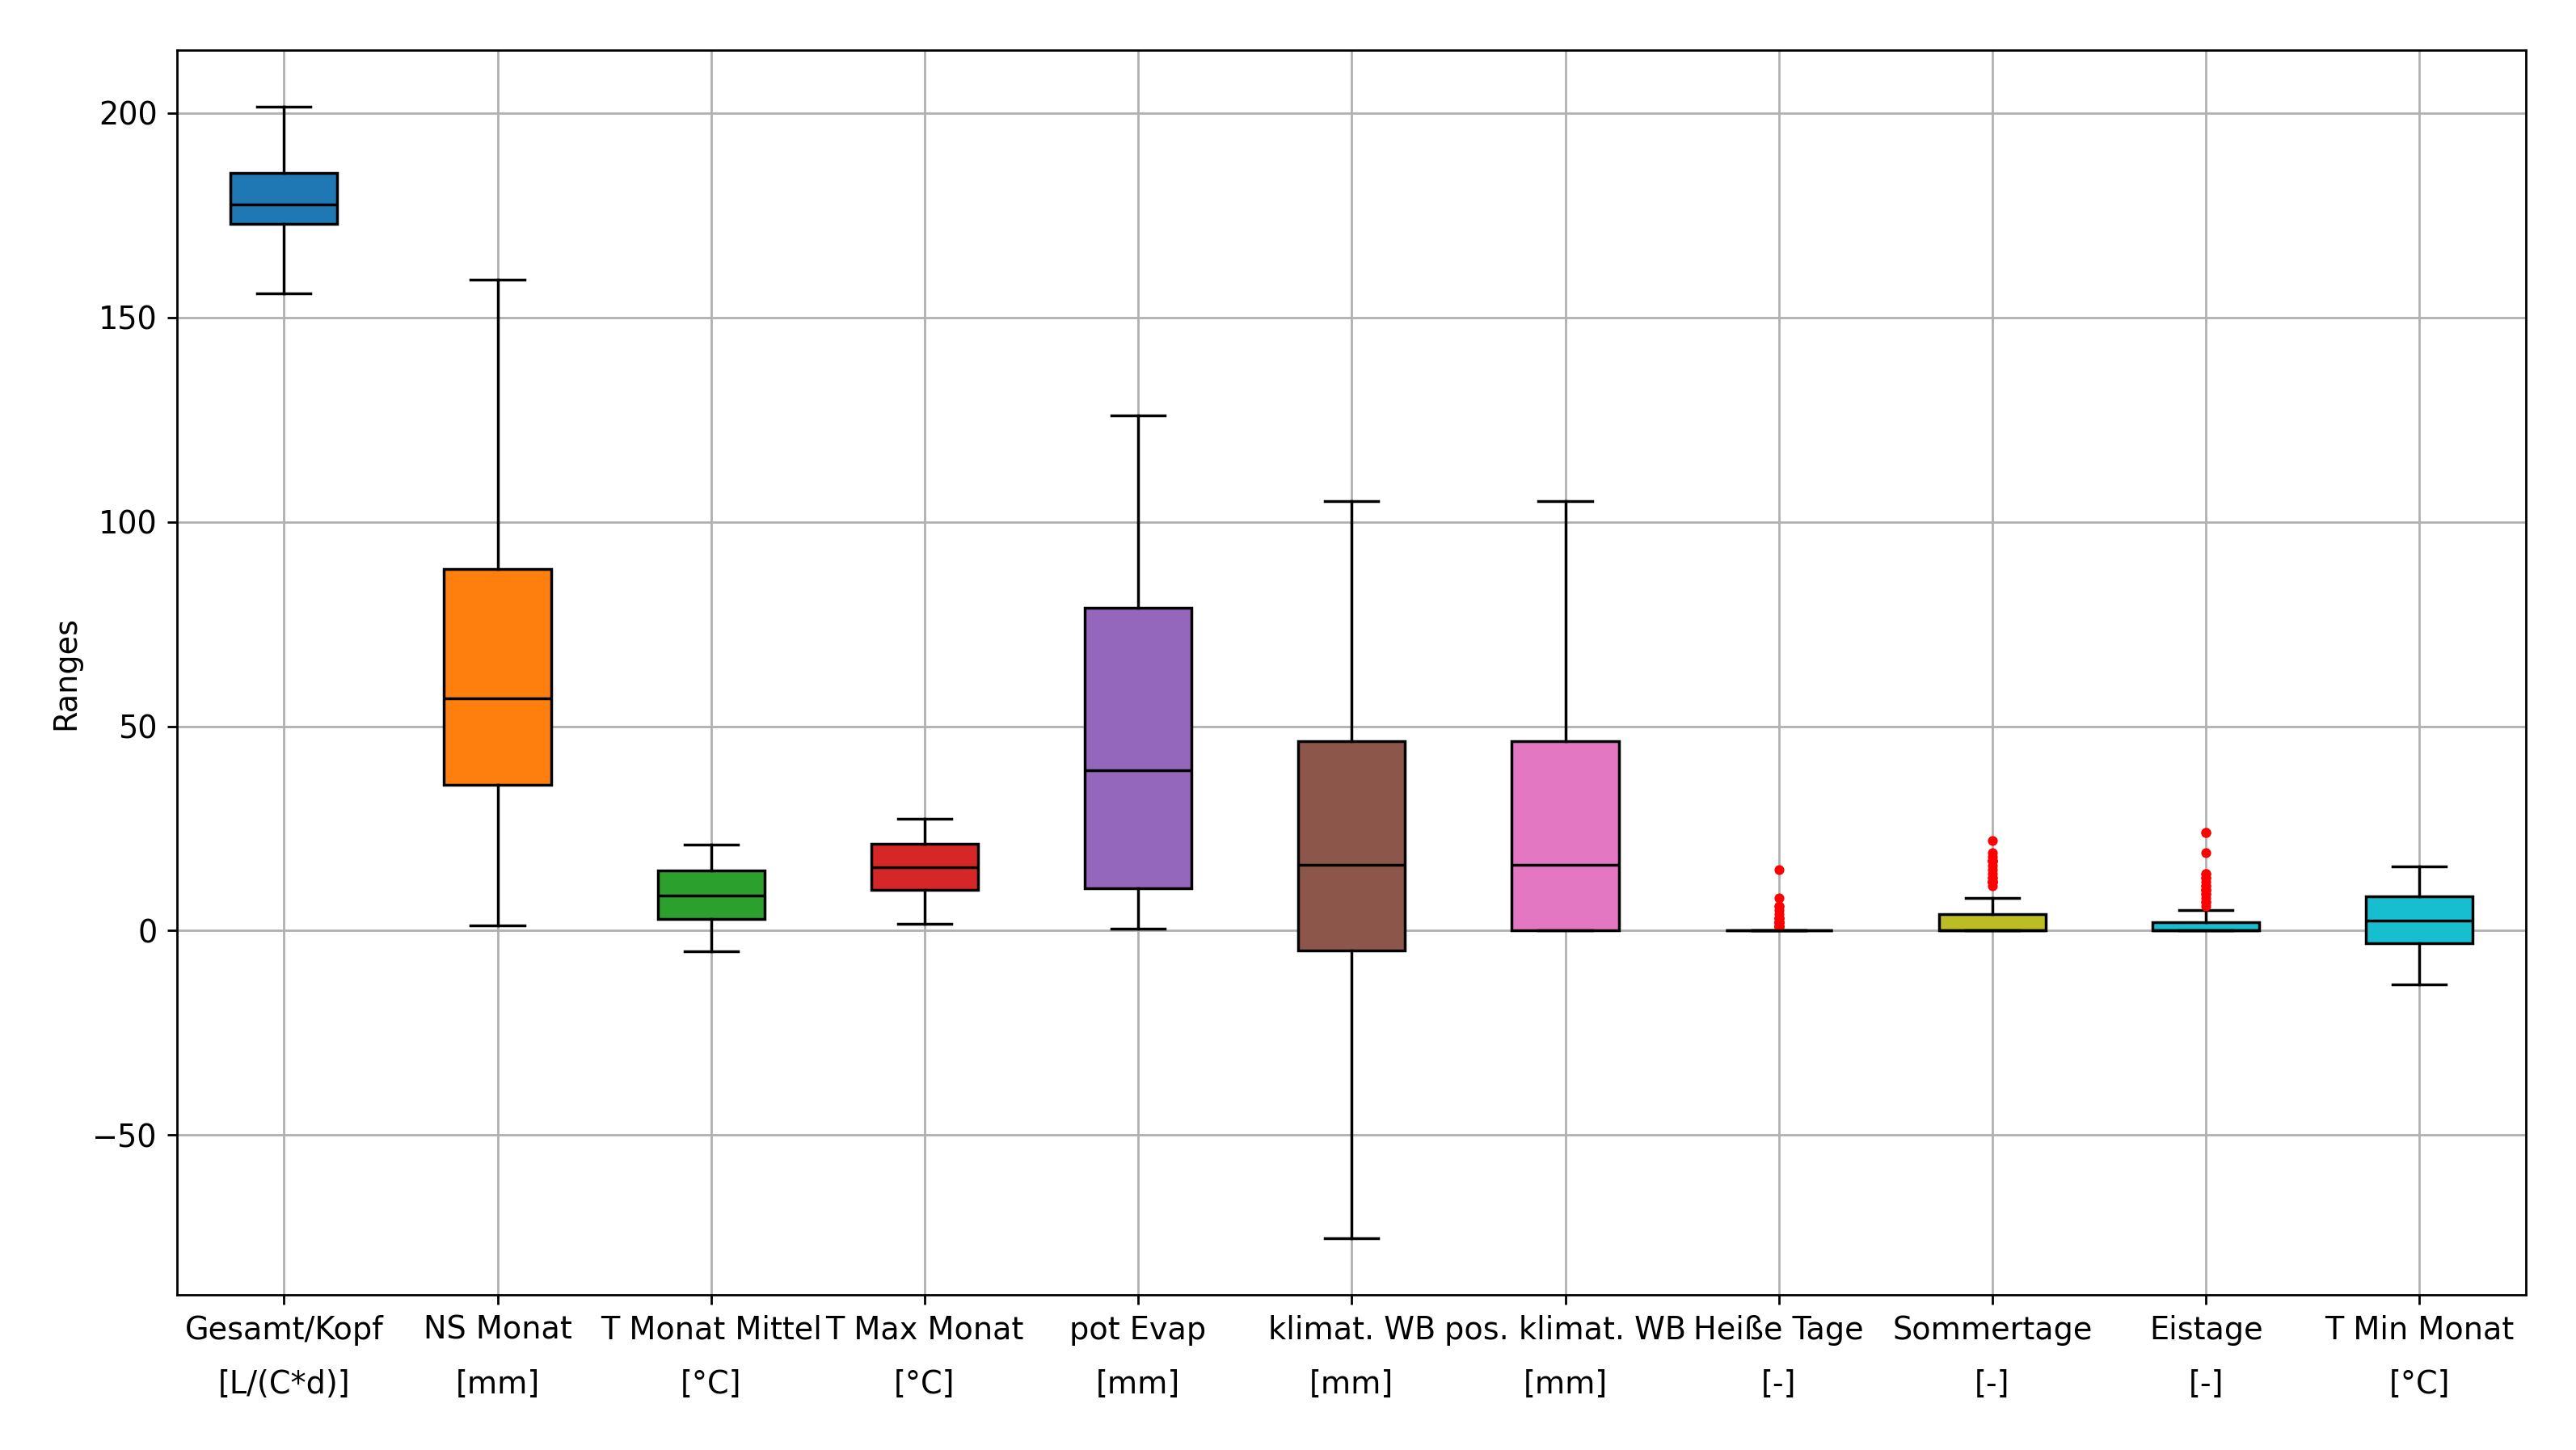 Ranges
200
150
100
50
0
−50
Gesamt/Kopf NS Monat T Monat Mittel T Max Monat pot Evap klimat. WB pos. klimat. WB Heiße Tage Sommertage Eistage T Min Monat
[L/(C*d)] [mm] [°C] [°C] [mm] [mm] [mm] [-] [-] [-] [°C]